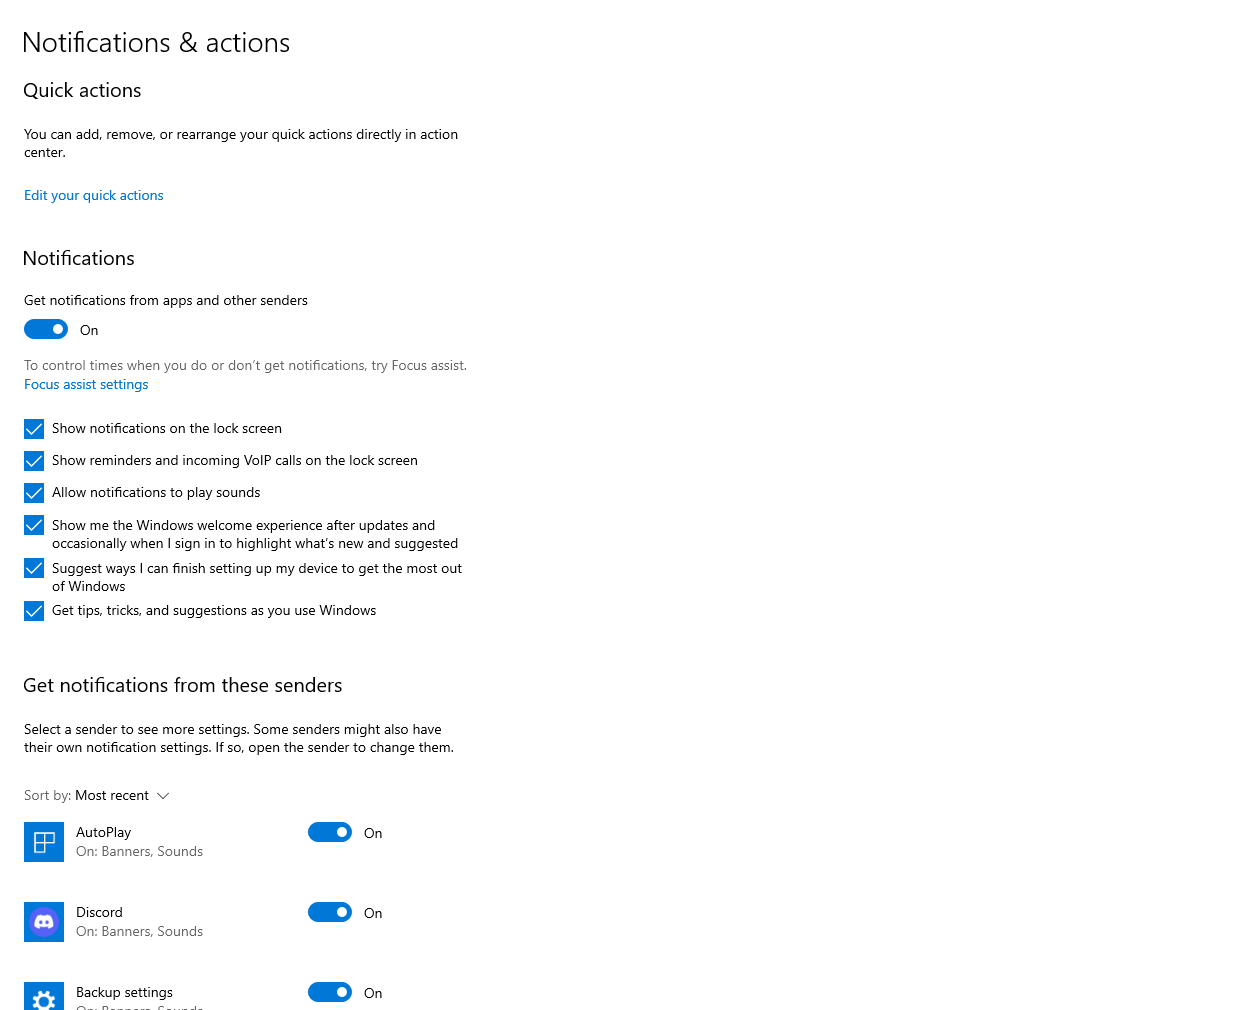 Notifications & actions
Quick actions
You can add, remove, or rearrange your quick actions directly in action
center.
Edit your quick actions
Notifications
Get notifications from apps and other senders
On
To control times when you do or don't get notifications, try Focus assist.
Focus assist settings
Show notifications on the lock screen
Show reminders and incoming VoIP calls on the lock screen
Allow notifications to play sounds
Show me the Windows welcome experience after updates and
occasionally when I sign in to highlight what's new and suggested
Suggest ways I can finish setting up my device to get the most out
of Windows
Get tips, tricks, and suggestions as you use Windows
Get notifications from these senders
Select a sender to see more settings. Some senders might also have
their own notification settings. If so, open the sender to change them.
Sort by: Most recent
AutoPlay On
On: Banners, Sounds
Discord On
On: Banners, Sounds
Backup settings On
On: Banners, Sounds